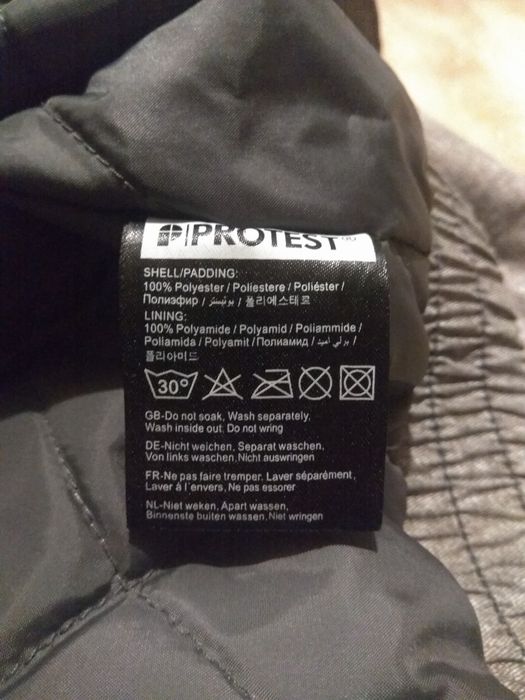 PROTEST
SHELL/PADDING:
100% Polyester / Poliestere / Poliéster /
Полиэфир / بوليستر / 폴리에스테르
LINING:
100% Polyamide / Polyamid / Poliammide /
Poliamida / Polyamit / Полиамид / بولي أميد /
폴리아미드
30°
GB-Do not soak, Wash separately.
Wash inside out. Do not wring
DE-Nicht weichen, Separat waschen,
Von links waschen, Nicht auswringen
FR-Ne pas faire tremper. Laver séparément,
Laver à l'envers, Ne pas essorer
NL-Niet weken, Apart wassen,
Binnenste buiten wassen, Niet wringen